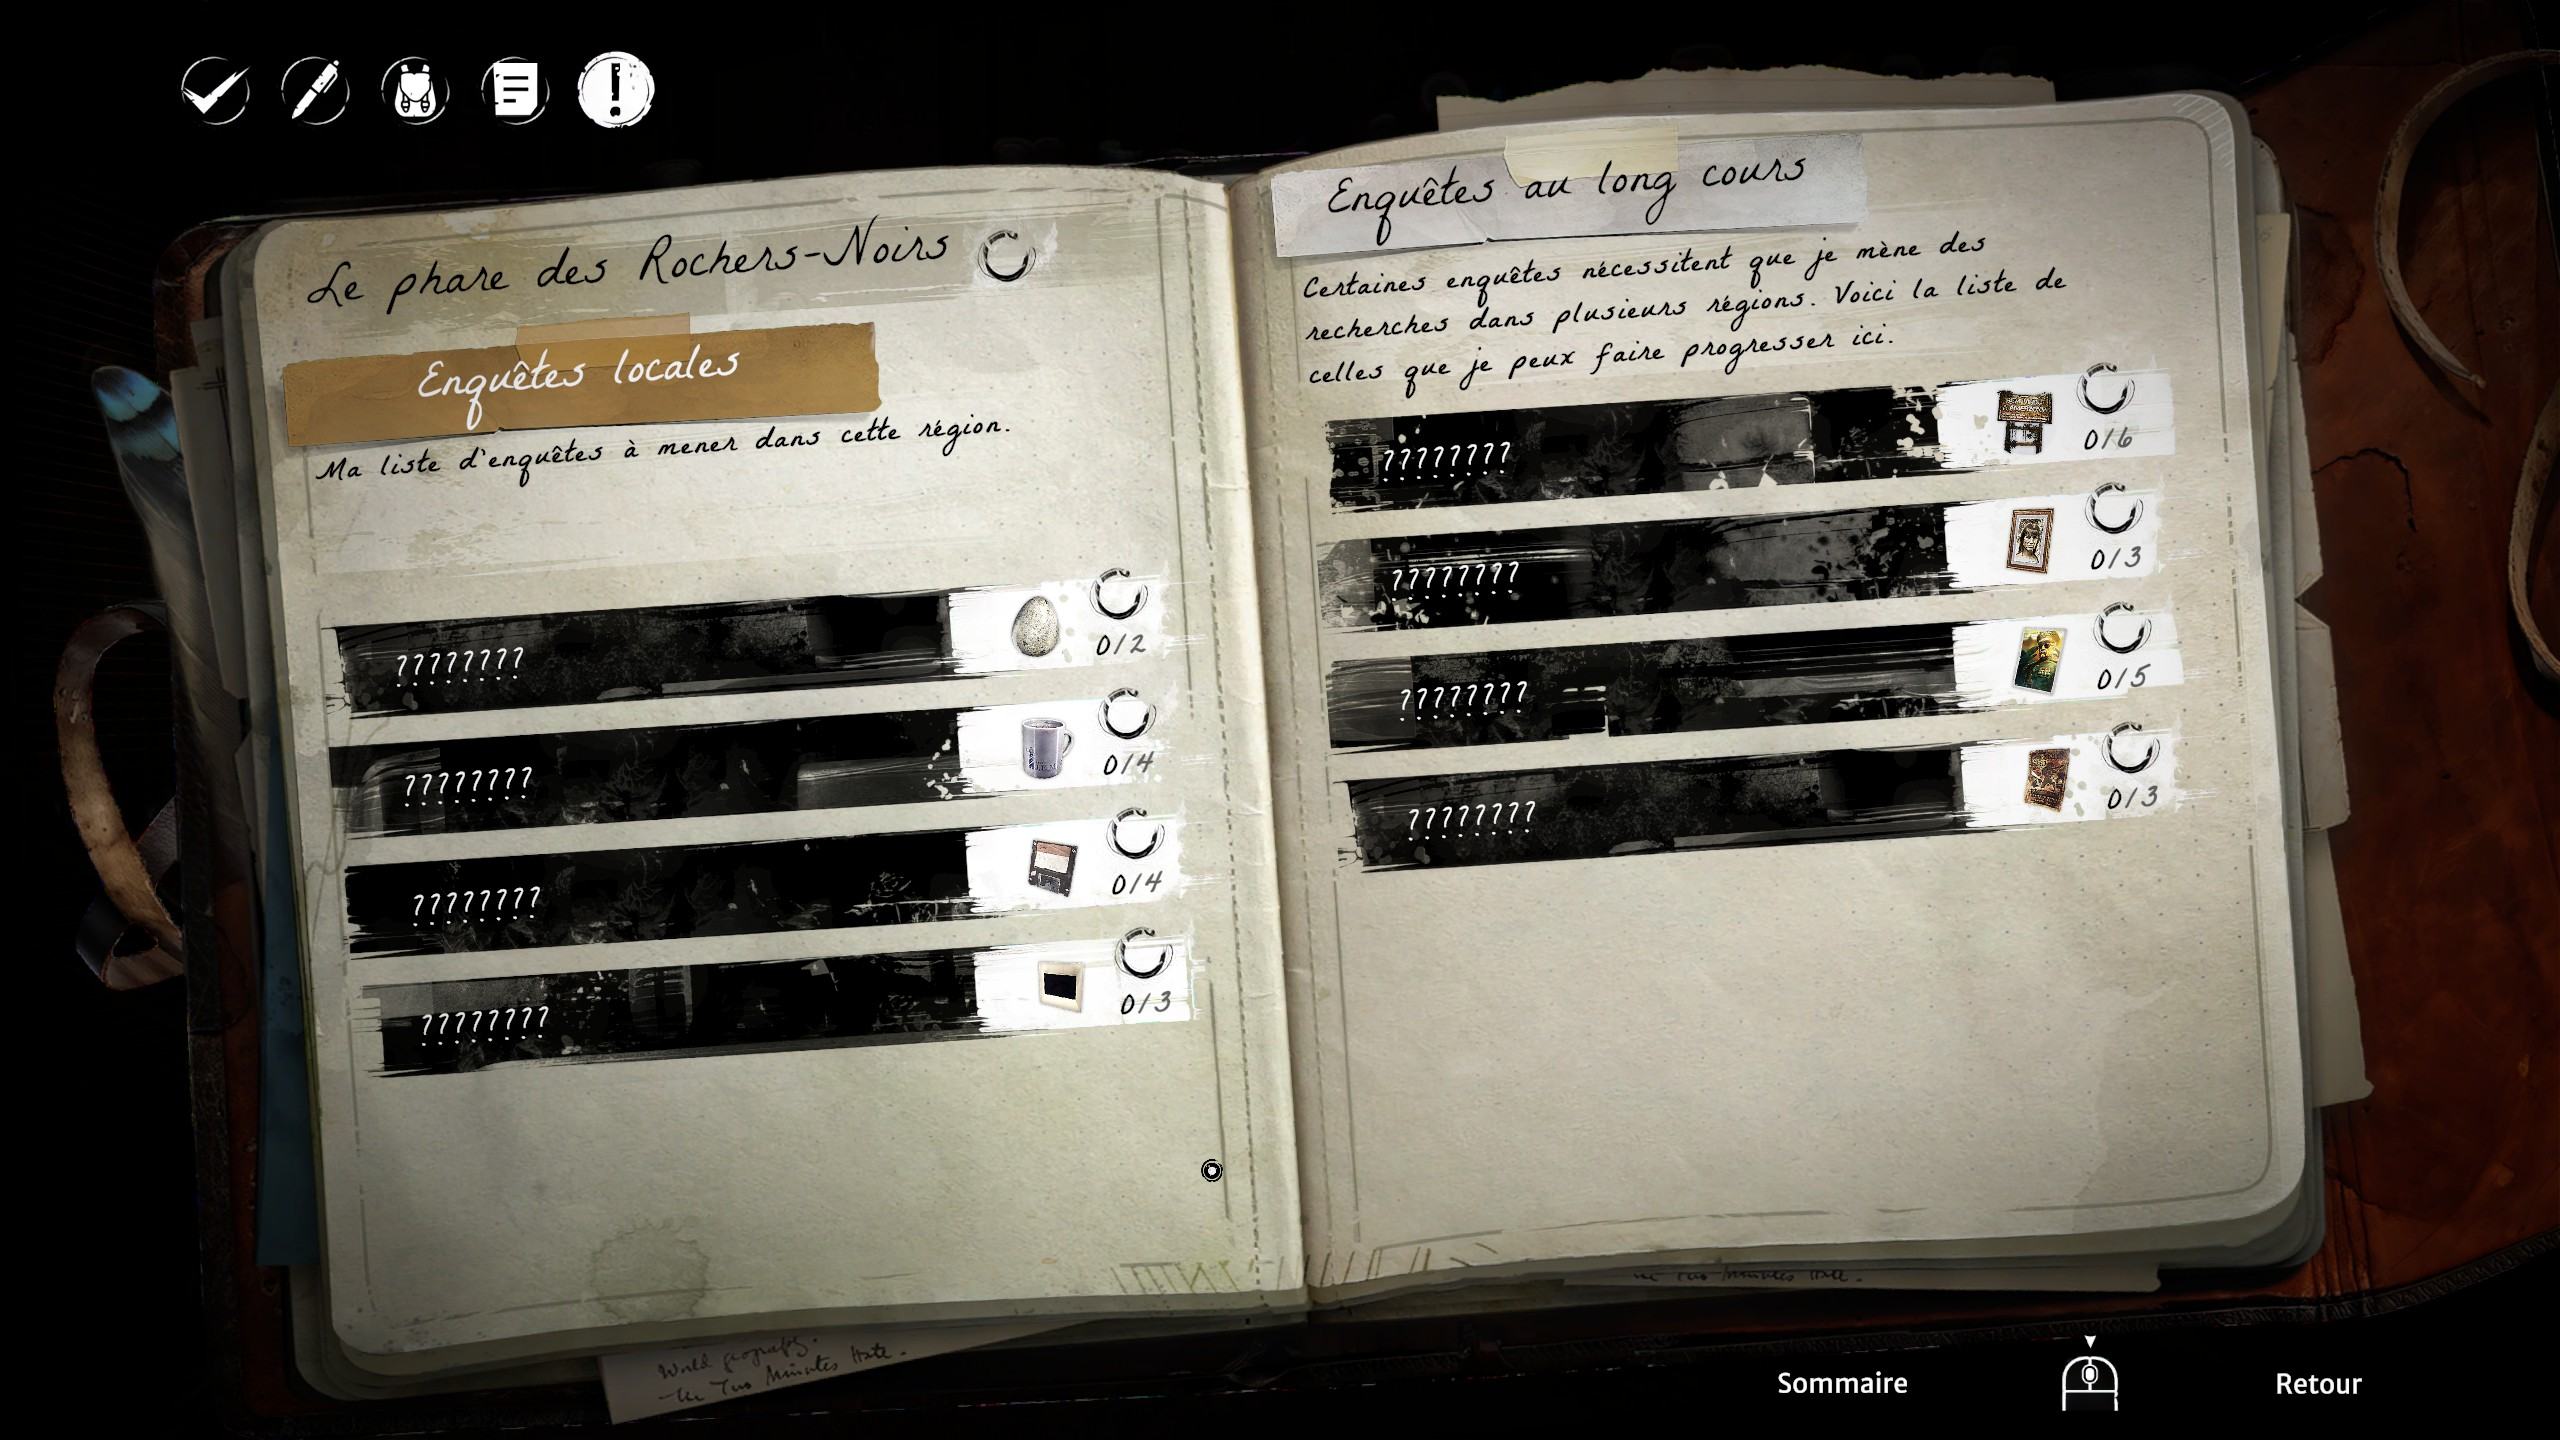 Le phare des Rochers-Noirs
Enquêtes locales
Ma liste d'enquêtes à mener dans cette région.
????????
0/2
????????
0/4
????????
0/4
????????
0/3
Enquêtes au long cours
Certaines enquêtes nécessitent que je mène des
recherches dans plusieurs régions. Voici la liste de
celles que je peux faire progresser ici.
????????
0/6
????????
0/3
????????
0/5
????????
0/3
World geography.
-the Two Minutes Hate.
Two Minutes Hate.
Sommaire
Retour